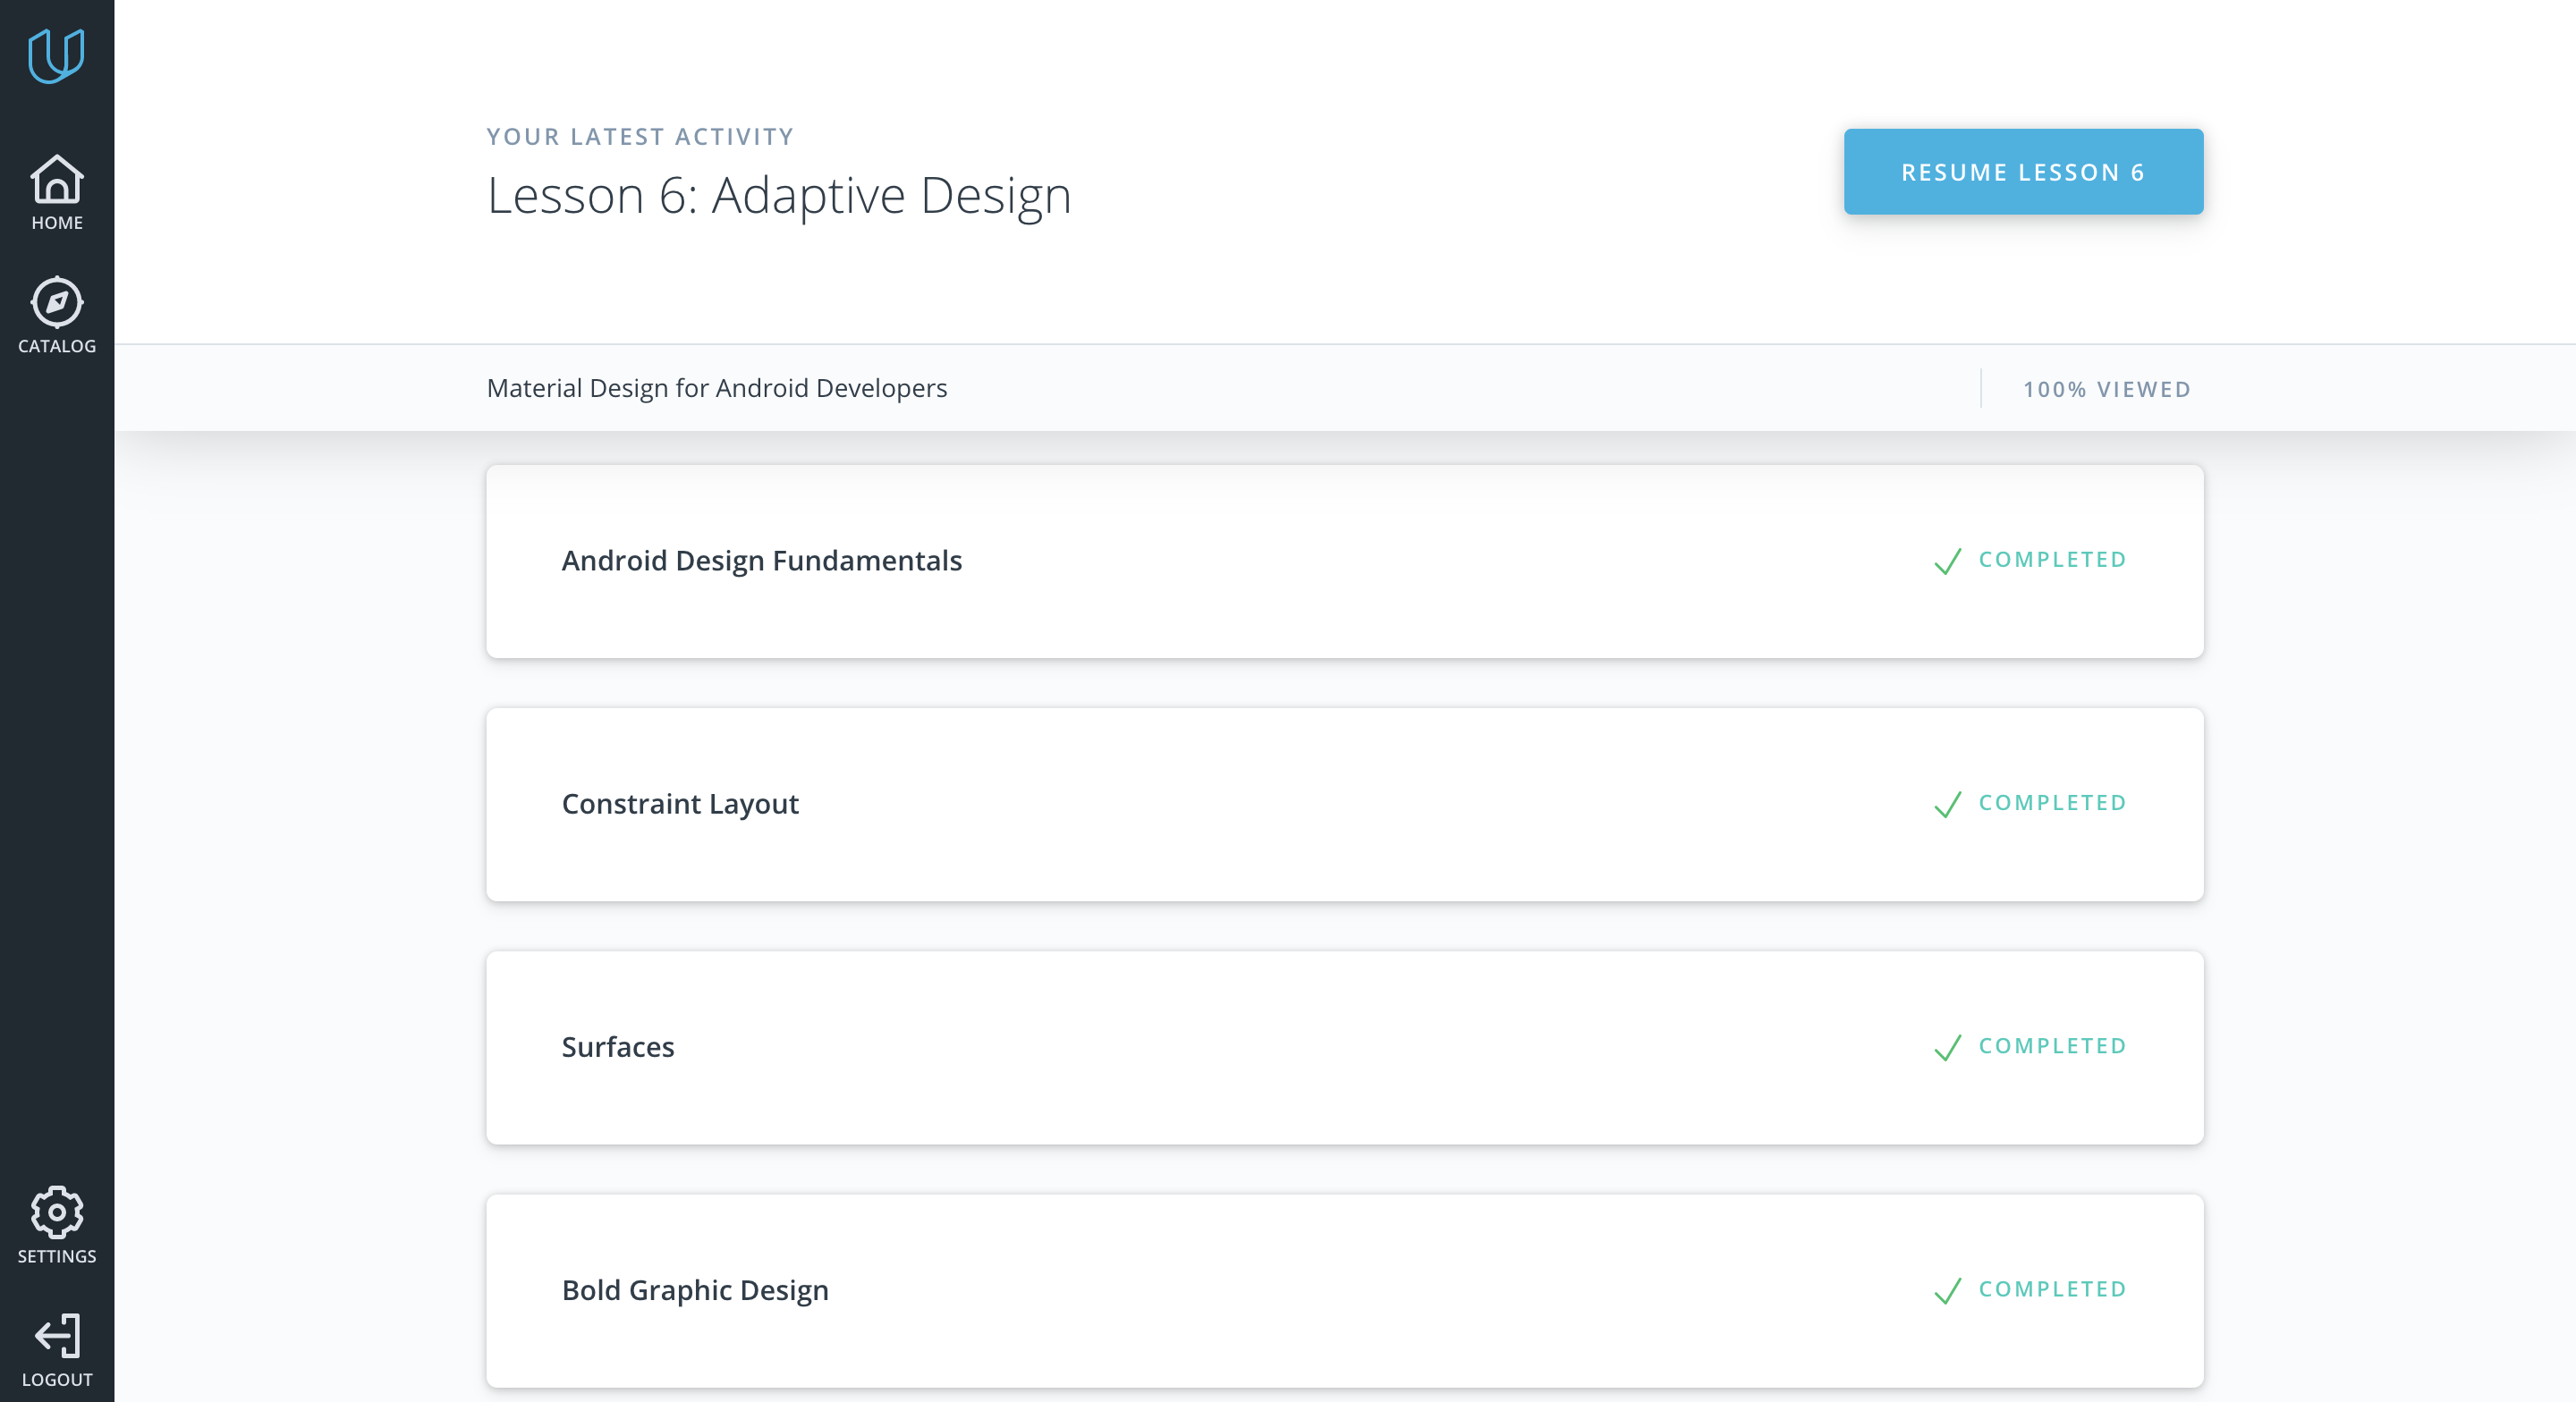 HOME
CATALOG
SETTINGS
LOGOUT
YOUR LATEST ACTIVITY
Lesson 6: Adaptive Design
RESUME LESSON 6
Material Design for Android Developers
100% VIEWED
Android Design Fundamentals
COMPLETED
Constraint Layout
COMPLETED
Surfaces
COMPLETED
Bold Graphic Design
COMPLETED